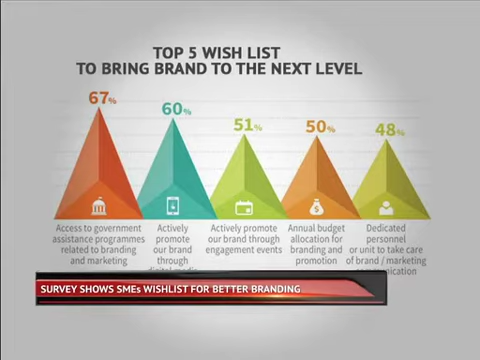 TOP 5 WISH LIST
TO BRING BRAND TO THE NEXT LEVEL
67%
60%
51%
50%
48%
Access to government
assistance programmes
related to branding
and marketing
Actively
promote
our brand
through
digital media
Actively promote
our brand through
engagement events
Annual budget
allocation for
branding and
promotion
Dedicated
personnel
or unit to take care
of brand / marketing
communication
SURVEY SHOWS SMEs WISHLIST FOR BETTER BRANDING